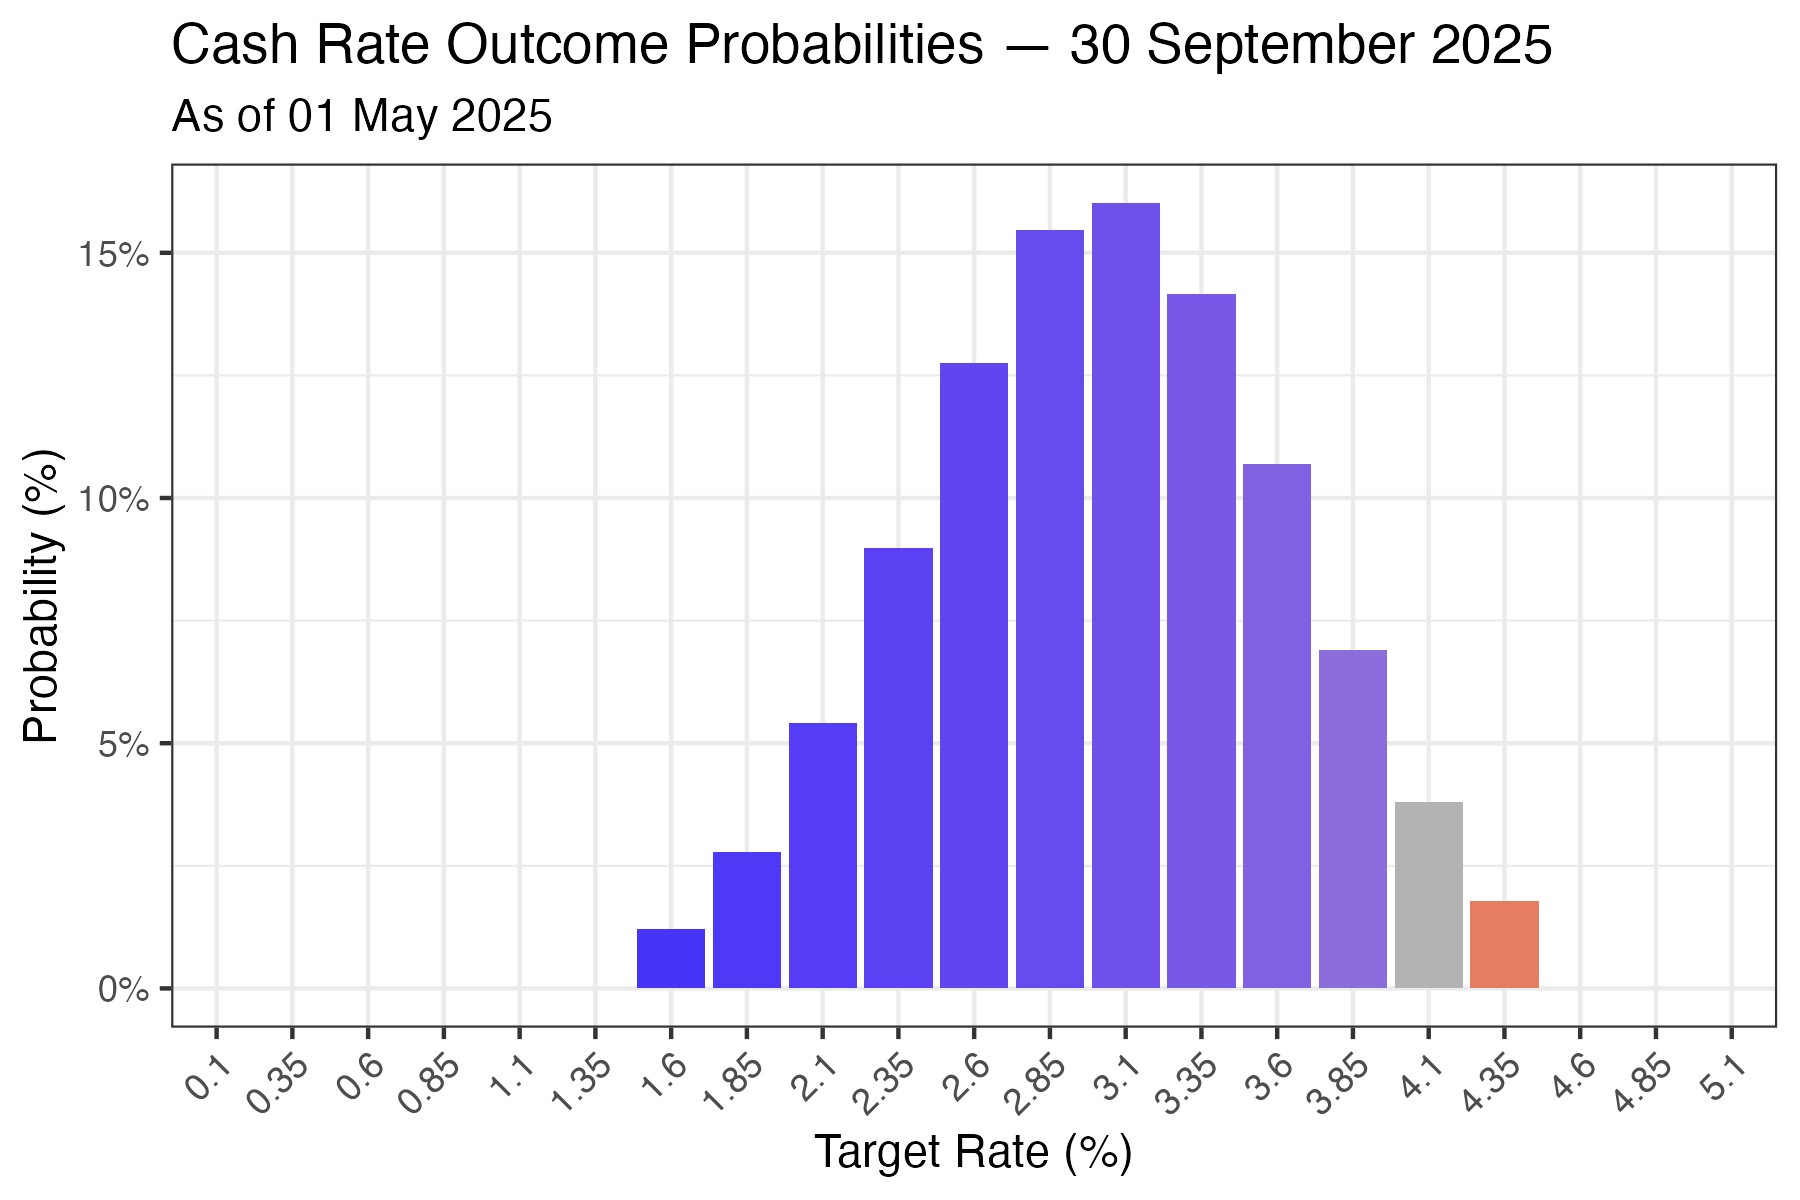 Cash Rate Outcome Probabilities — 30 September 2025
As of 01 May 2025
Probability (%)
15%
10%
5%
0%
0.1 0.35 0.6 0.85 1.1 1.35 1.6 1.85 2.1 2.35 2.6 2.85 3.1 3.35 3.6 3.85 4.1 4.35 4.6 4.85 5.1
Target Rate (%)